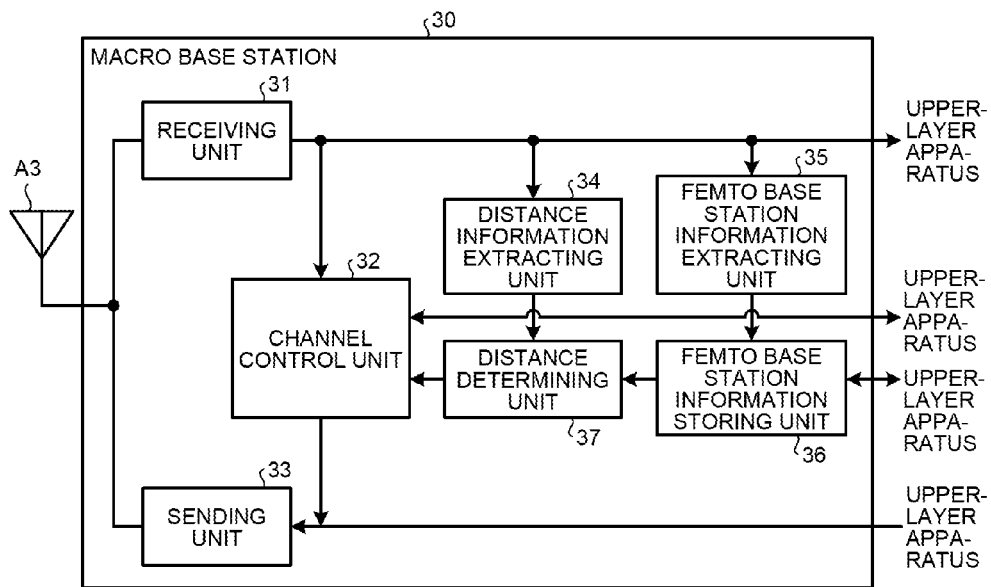 30
MACRO BASE STATION
31
RECEIVING
UNIT
UPPER-
LAYER
APPA-
RATUS
A3
34
DISTANCE
INFORMATION
EXTRACTING
UNIT
35
FEMTO BASE
STATION
INFORMATION
EXTRACTING
UNIT
32
CHANNEL
CONTROL UNIT
UPPER-
LAYER
APPA-
RATUS
DISTANCE
DETERMINING
UNIT
37
FEMTO BASE
STATION
INFORMATION
STORING UNIT
36
UPPER-
LAYER
APPA-
RATUS
33
SENDING
UNIT
UPPER-
LAYER
APPA-
RATUS